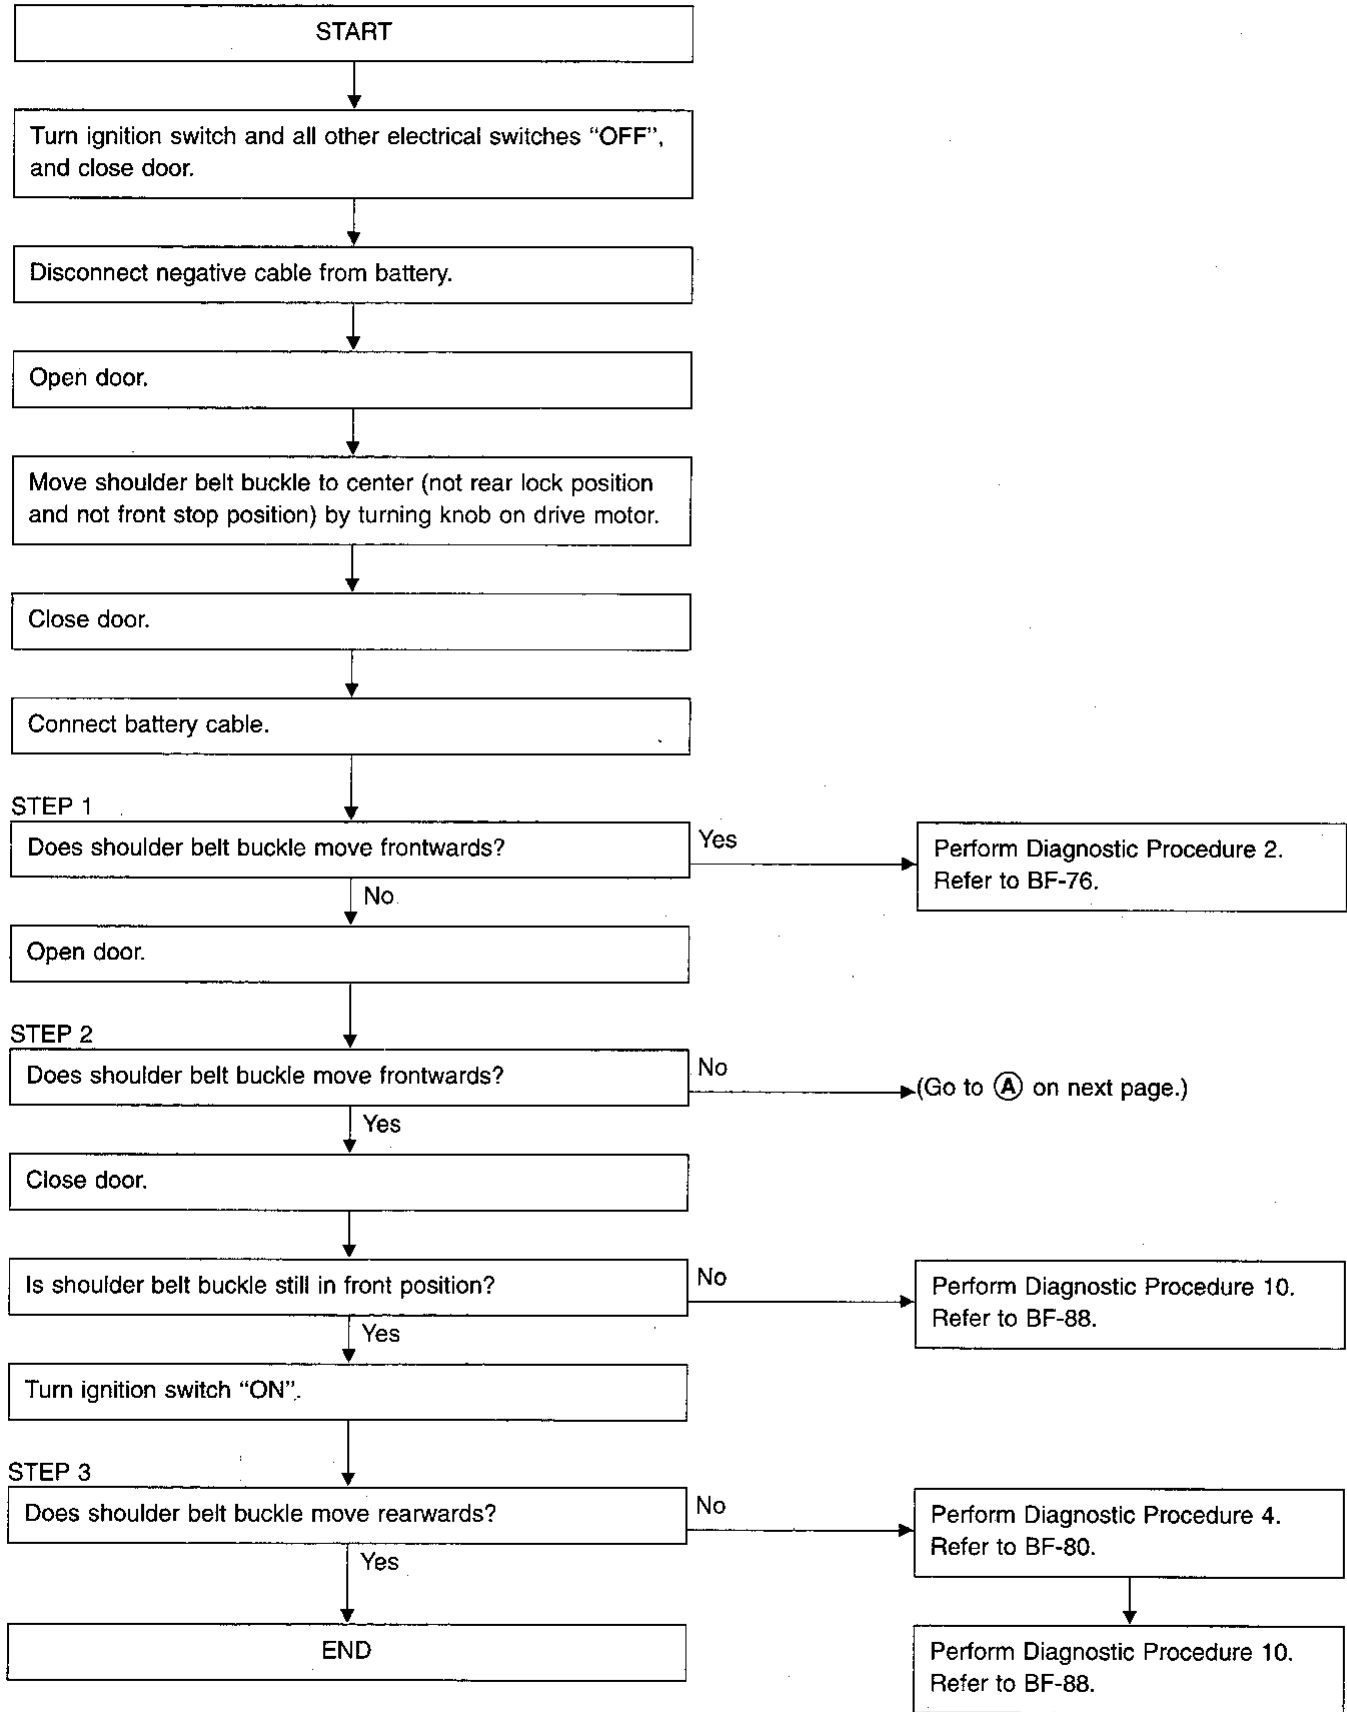 START
Turn ignition switch and all other electrical switches “OFF”,
and close door.
Disconnect negative cable from battery.
Open door.
Move shoulder belt buckle to center (not rear lock position
and not front stop position) by turning knob on drive motor.
Close door.
Connect battery cable.
STEP 1
Does shoulder belt buckle move frontwards?
Yes
Perform Diagnostic Procedure 2.
Refer to BF-76.
No
Open door.
STEP 2
Does shoulder belt buckle move frontwards?
No
(Go to Ⓐ on next page.)
Yes
Close door.
Is shoulder belt buckle still in front position?
No
Perform Diagnostic Procedure 10.
Refer to BF-88.
Yes
Turn ignition switch “ON”.
STEP 3
Does shoulder belt buckle move rearwards?
No
Perform Diagnostic Procedure 4.
Refer to BF-80.
Yes
END
Perform Diagnostic Procedure 10.
Refer to BF-88.